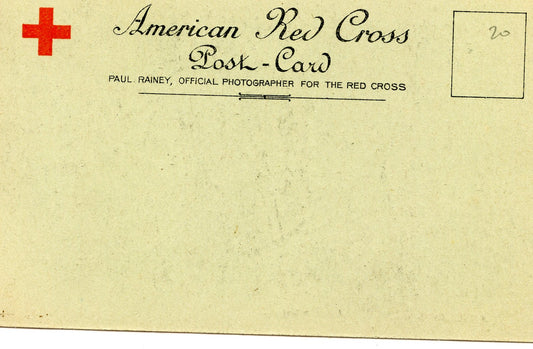 American Red Cross
Post-Card
PAUL RAINEY, OFFICIAL PHOTOGRAPHER FOR THE RED CROSS
20